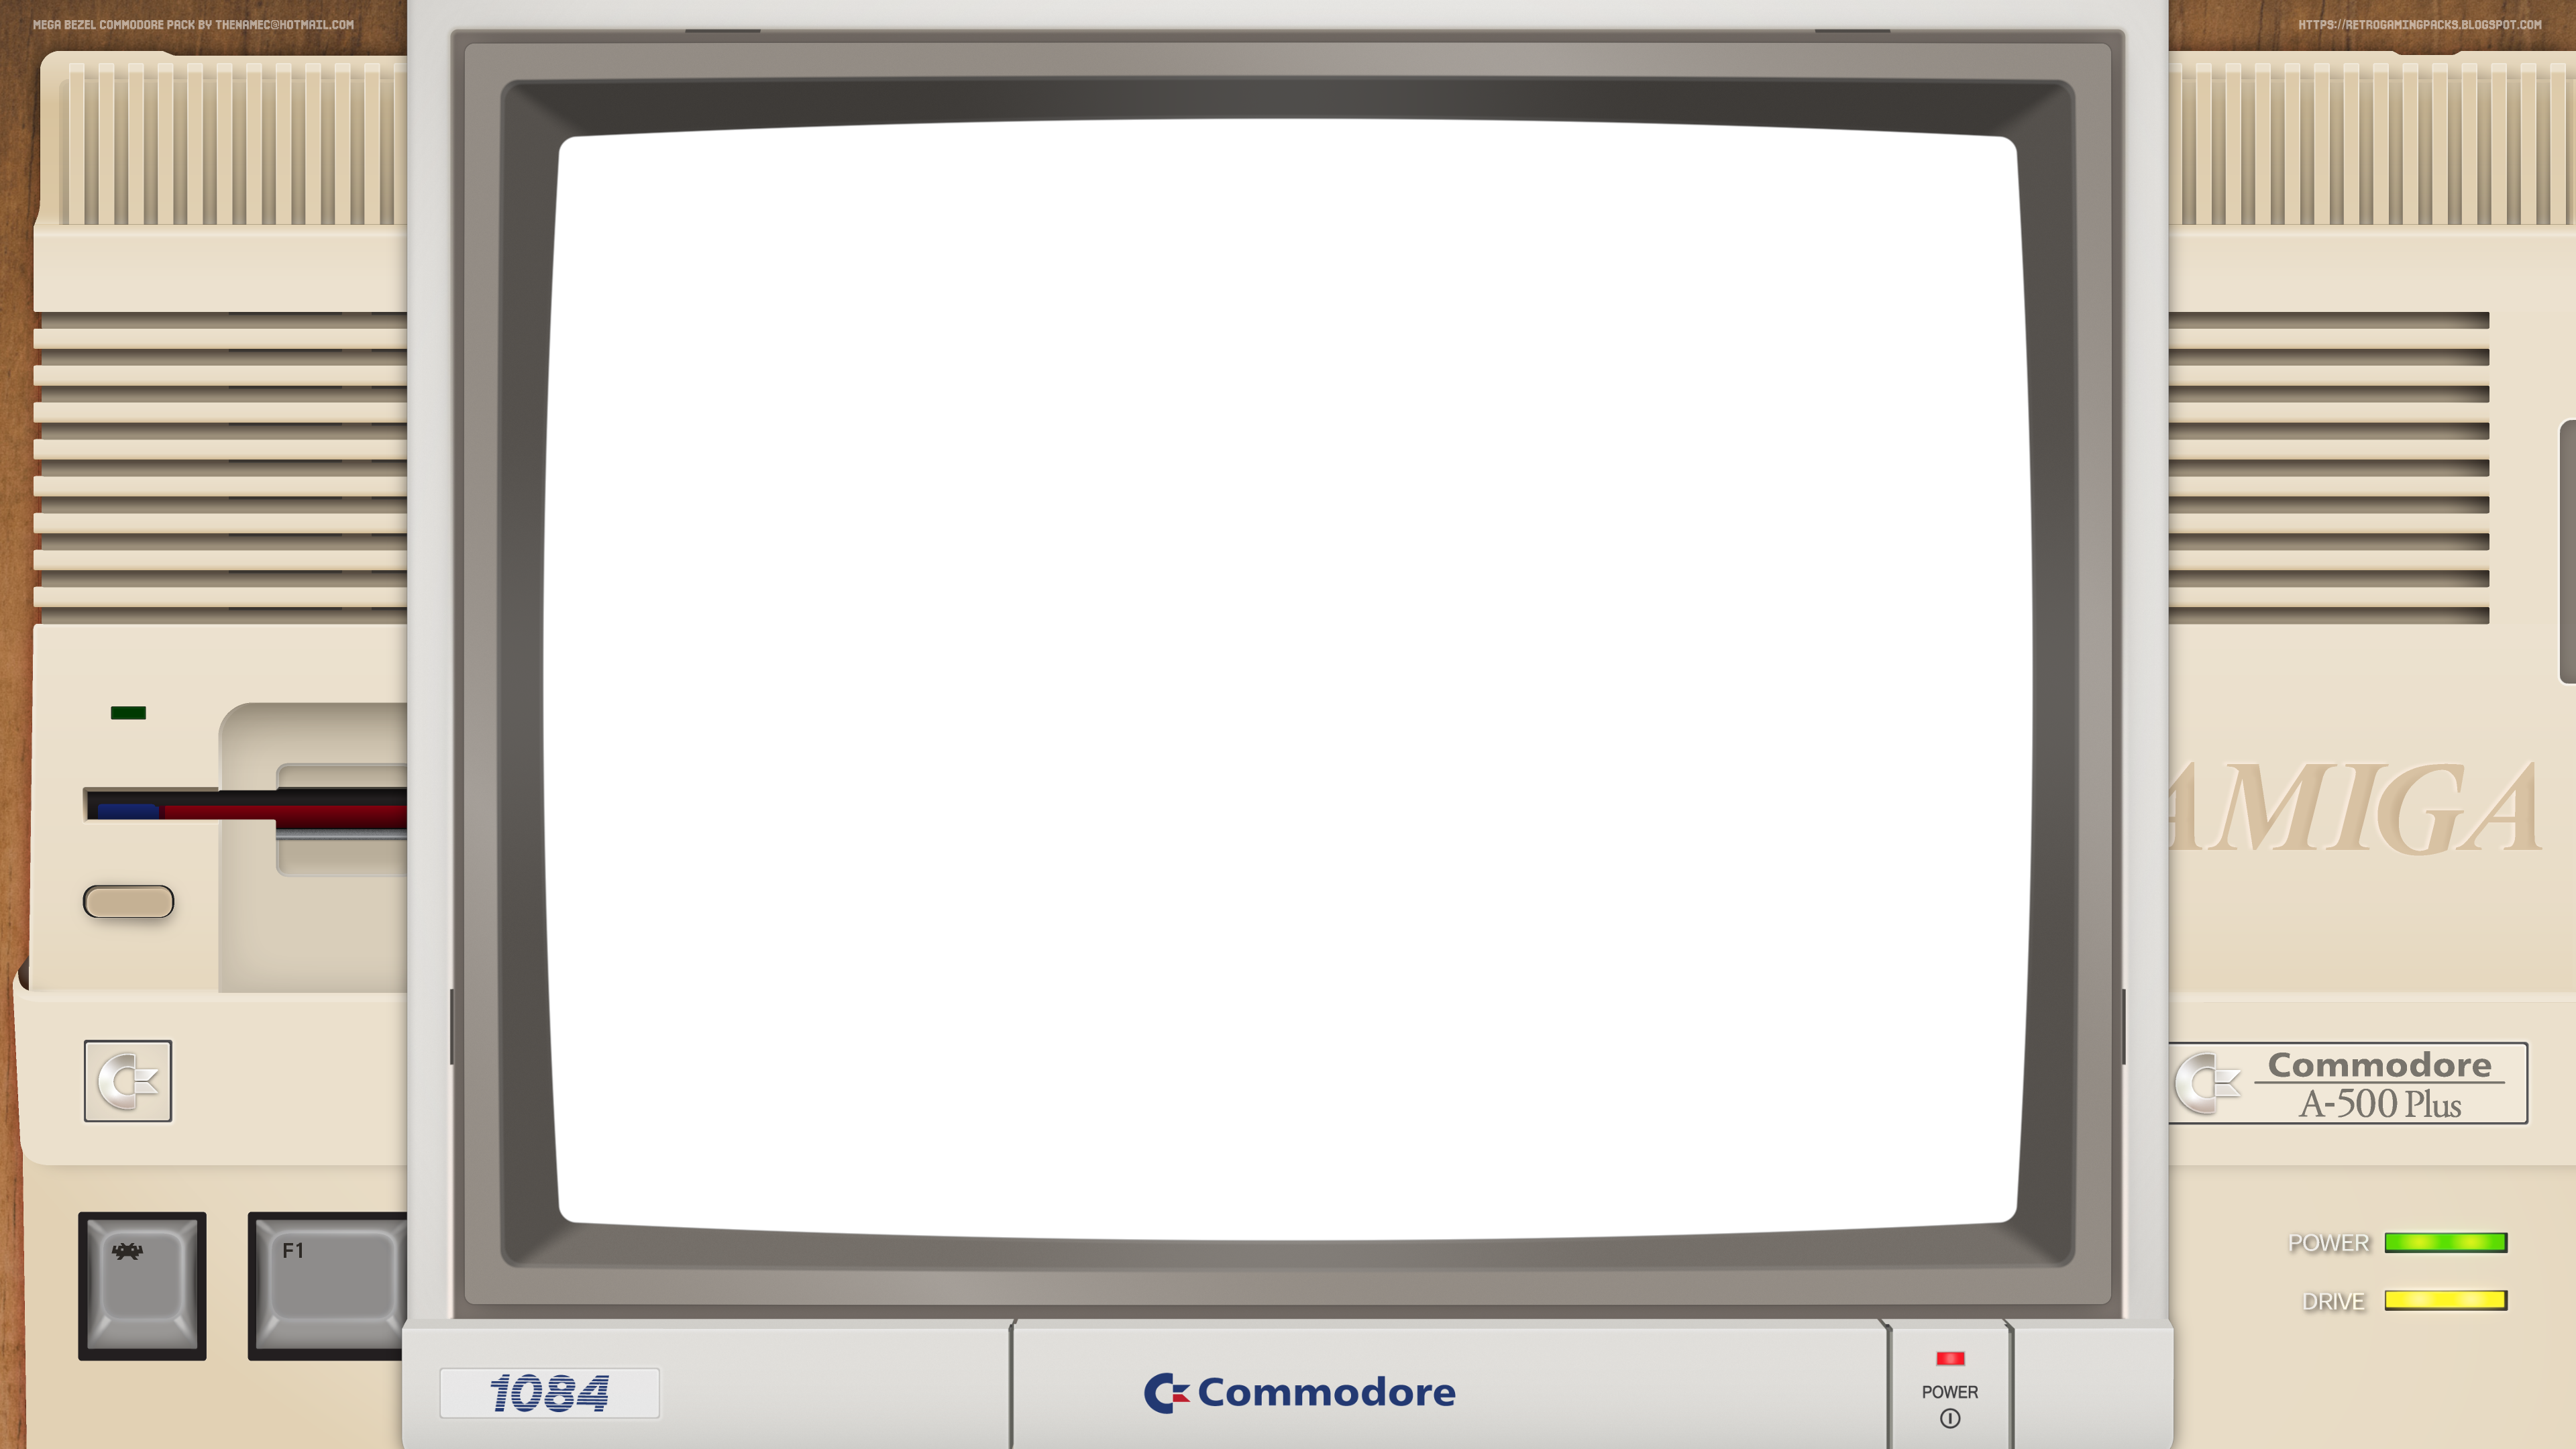 MEGA BEZEL COMMODORE PACK BY THENAMEC@HOTMAIL.COM
HTTPS://RETROGAMINGPACKS.BLOGSPOT.COM
AMIGA
Commodore
A-500 Plus
F1
POWER
DRIVE
1084
Commodore
POWER